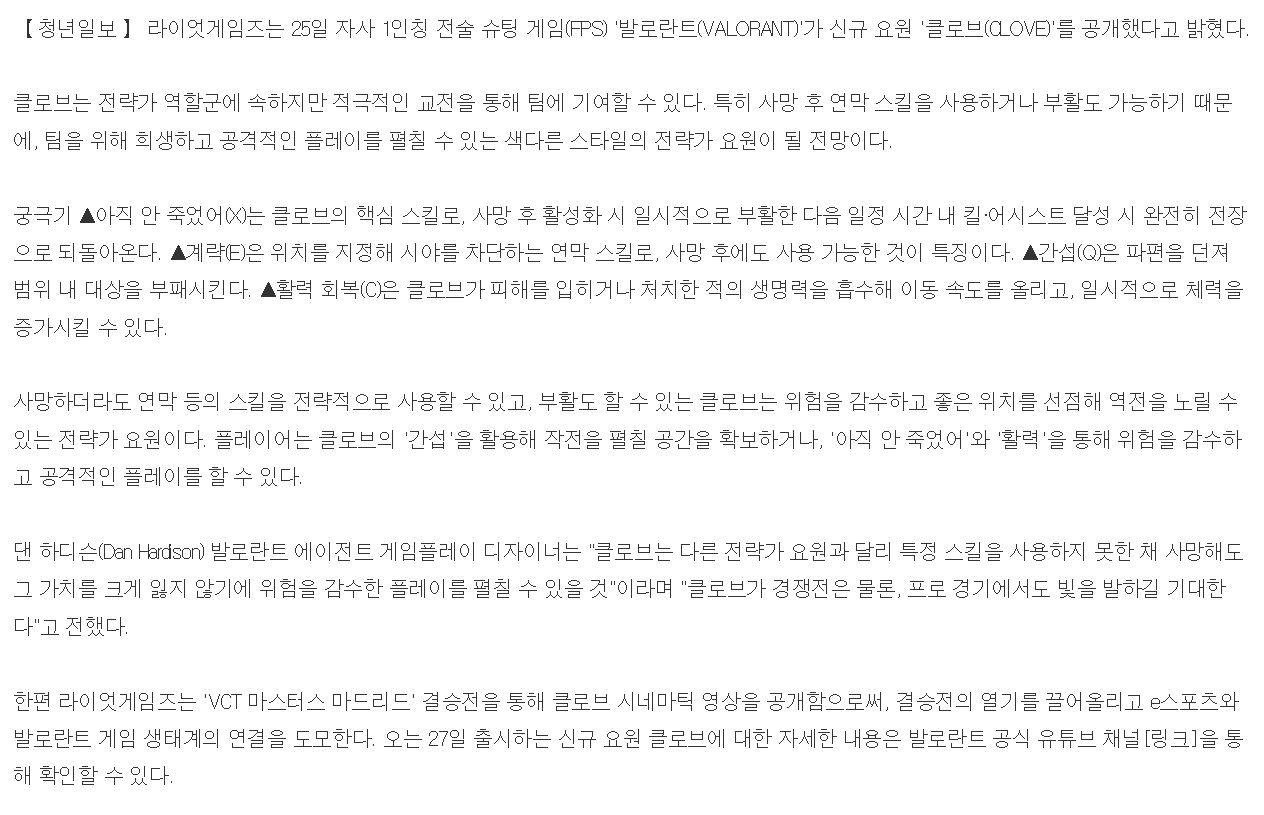 【 청년일보 】 라이엇게임즈는 25일 자사 1인칭 전술 슈팅 게임(FPS) '발로란트(VALORANT)'가 신규 요원 '클로브(CLOVE)'를 공개했다고 밝혔다.
클로브는 전략가 역할군에 속하지만 적극적인 교전을 통해 팀에 기여할 수 있다. 특히 사망 후 연막 스킬을 사용하거나 부활도 가능하기 때문
에, 팀을 위해 희생하고 공격적인 플레이를 펼칠 수 있는 색다른 스타일의 전략가 요원이 될 전망이다.
궁극기 ▲아직 안 죽었어(X)는 클로브의 핵심 스킬로, 사망 후 활성화 시 일시적으로 부활한 다음 일정 시간 내 킬·어시스트 달성 시 완전히 전장
으로 되돌아온다. ▲계략(E)은 위치를 지정해 시야를 차단하는 연막 스킬로, 사망 후에도 사용 가능한 것이 특징이다. ▲간섭(Q)은 파편을 던져
범위 내 대상을 부패시킨다. ▲활력 회복(C)은 클로브가 피해를 입히거나 처치한 적의 생명력을 흡수해 이동 속도를 올리고, 일시적으로 체력을
증가시킬 수 있다.
사망하더라도 연막 등의 스킬을 전략적으로 사용할 수 있고, 부활도 할 수 있는 클로브는 위험을 감수하고 좋은 위치를 선점해 역전을 노릴 수
있는 전략가 요원이다. 플레이어는 클로브의 '간섭'을 활용해 작전을 펼칠 공간을 확보하거나, '아직 안 죽었어'와 '활력'을 통해 위험을 감수하
고 공격적인 플레이를 할 수 있다.
댄 하디슨(Dan Hardison) 발로란트 에이전트 게임플레이 디자이너는 "클로브는 다른 전략가 요원과 달리 특정 스킬을 사용하지 못한 채 사망해도
그 가치를 크게 잃지 않기에 위험을 감수한 플레이를 펼칠 수 있을 것"이라며 "클로브가 경쟁전은 물론, 프로 경기에서도 빛을 발하길 기대한
다"고 전했다.
한편 라이엇게임즈는 'VCT 마스터스 마드리드' 결승전을 통해 클로브 시네마틱 영상을 공개함으로써, 결승전의 열기를 끌어올리고 e스포츠와
발로란트 게임 생태계의 연결을 도모한다. 오는 27일 출시하는 신규 요원 클로브에 대한 자세한 내용은 발로란트 공식 유튜브 채널[링크]을 통
해 확인할 수 있다.